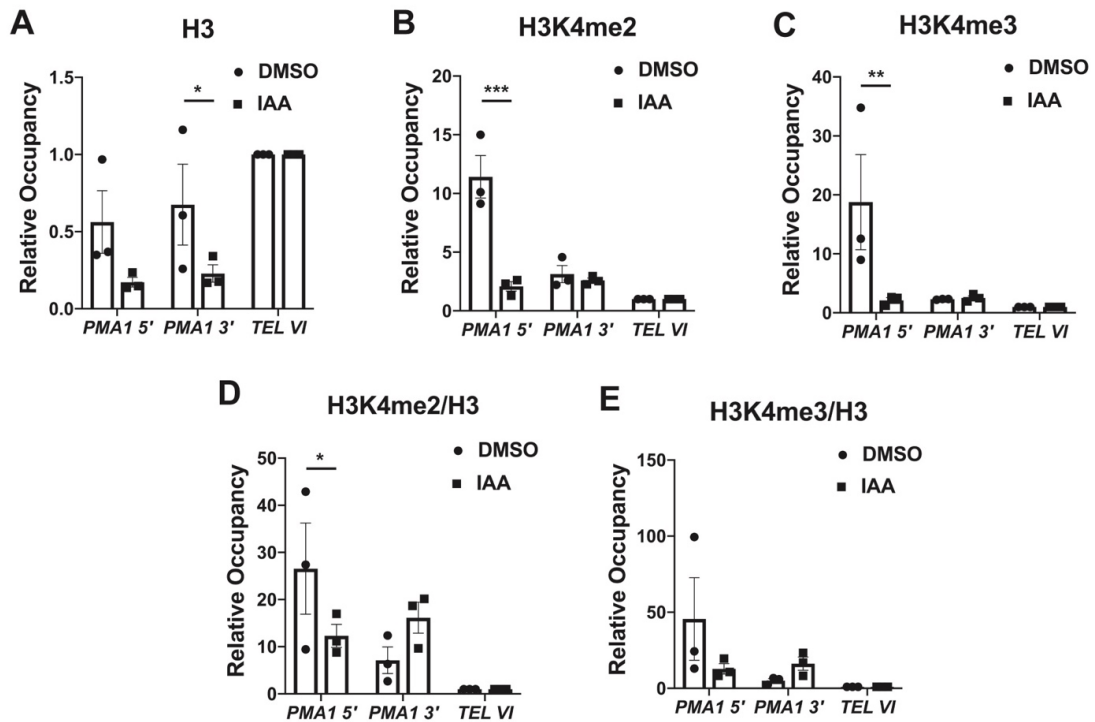 A
H3
Relative Occupancy
1.5
1.0
0.5
0.0
*
DMSO
IAA
PMA1 5'
PMA1 3'
TEL VI
B
H3K4me2
Relative Occupancy
20
15
10
5
0
***
DMSO
IAA
PMA1 5'
PMA1 3'
TEL VI
C
H3K4me3
Relative Occupancy
40
30
20
10
0
**
DMSO
IAA
PMA1 5'
PMA1 3'
TEL VI
D
H3K4me2/H3
Relative Occupancy
50
40
30
20
10
0
*
DMSO
IAA
PMA1 5'
PMA1 3'
TEL VI
E
H3K4me3/H3
Relative Occupancy
150
100
50
0
DMSO
IAA
PMA1 5'
PMA1 3'
TEL VI